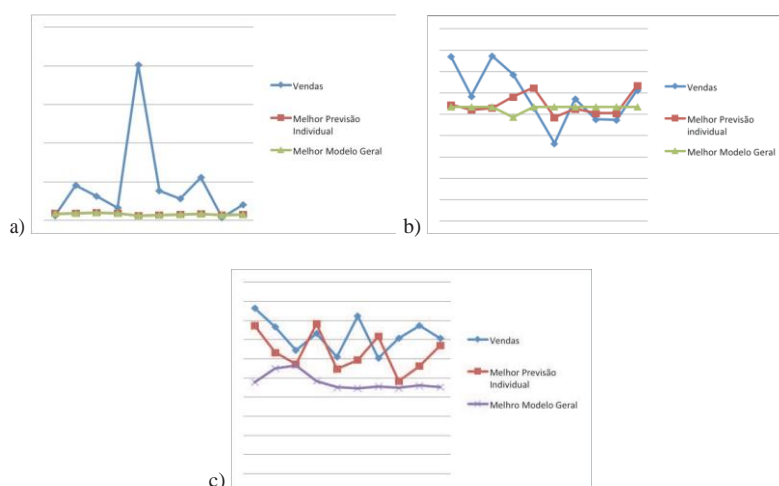 Vendas
Melhor Previsão
Individual
Melhor Modelo Geral
a)
Vendas
Melhor Previsão
individual
Melhor Modelo Geral
b)
Vendas
Melhor Previsão
Individual
Melhro Modelo Geral
c)